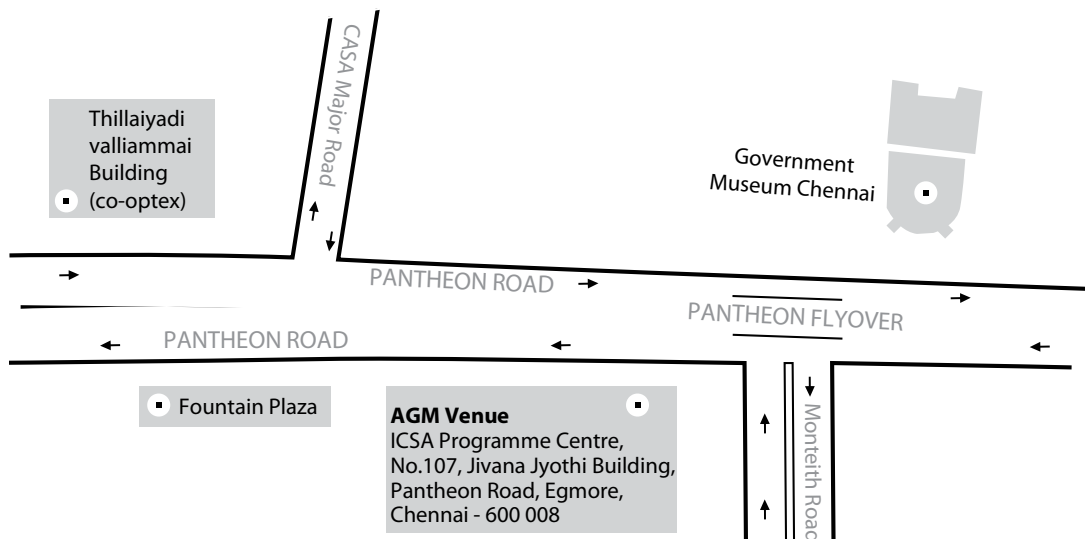 CASA Major Road
Thillaiyadi
valliammai
Building
(co-optex)
Government
Museum Chennai
PANTHEON ROAD
PANTHEON FLYOVER
PANTHEON ROAD
Fountain Plaza
AGM Venue
ICSA Programme Centre,
No.107, Jivana Jyothi Building,
Pantheon Road, Egmore,
Chennai - 600 008
Monteith Road